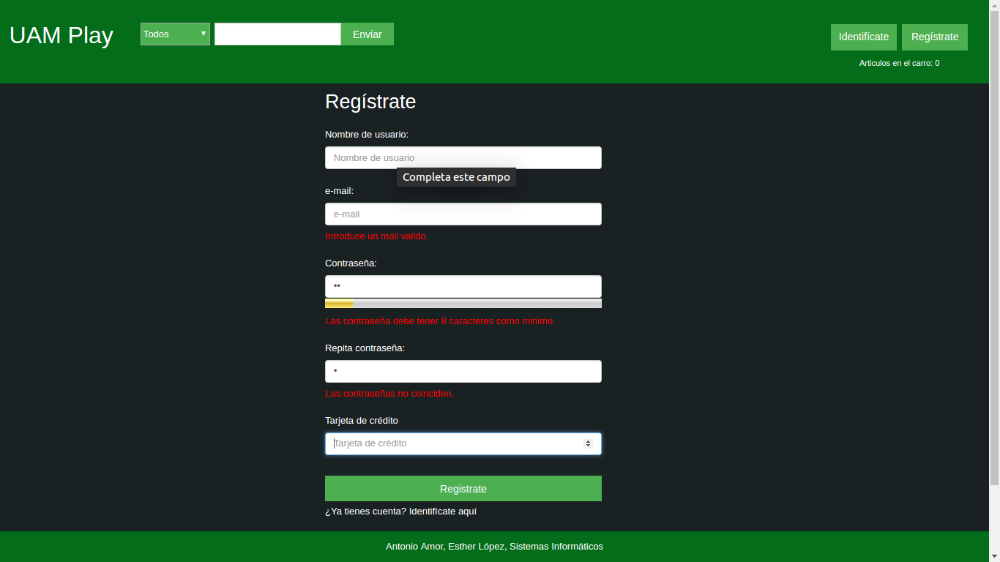 UAM Play
Todos
Enviar
Identifícate
Regístrate
Articulos en el carro: 0
Regístrate
Nombre de usuario:
Nombre de usuario
Completa este campo
e-mail:
e-mail
Introduce un mail valido.
Contraseña:
Las contraseña debe tener 8 caracteres como minimo.
Repita contraseña:
Las contraseñas no coinciden.
Tarjeta de crédito
Tarjeta de crédito
Registrate
¿Ya tienes cuenta? Identifícate aquí
Antonio Amor, Esther López, Sistemas Informáticos